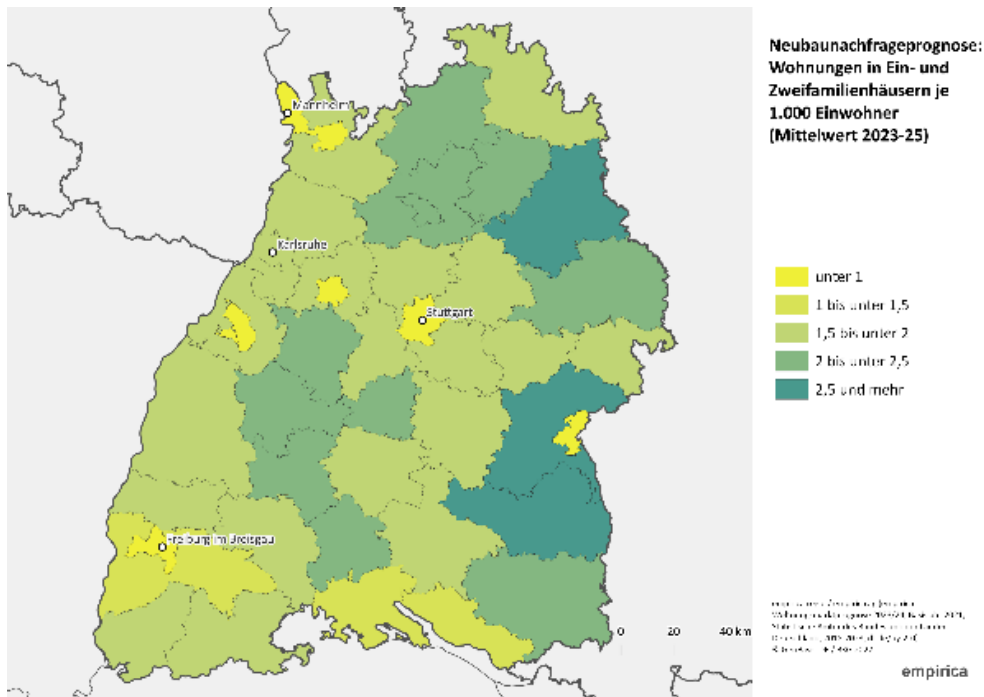 Neubaunachfrageprognose:
Wohnungen in Ein- und
Zweifamilienhäusern je
1.000 Einwohner
(Mittelwert 2023-25)
Mannheim
Karlsruhe
Stuttgart
Freiburg im Breisgau
unter 1
1 bis unter 1,5
1,5 bis unter 2
2 bis unter 2,5
2,5 und mehr
0 20 40 km
empirica